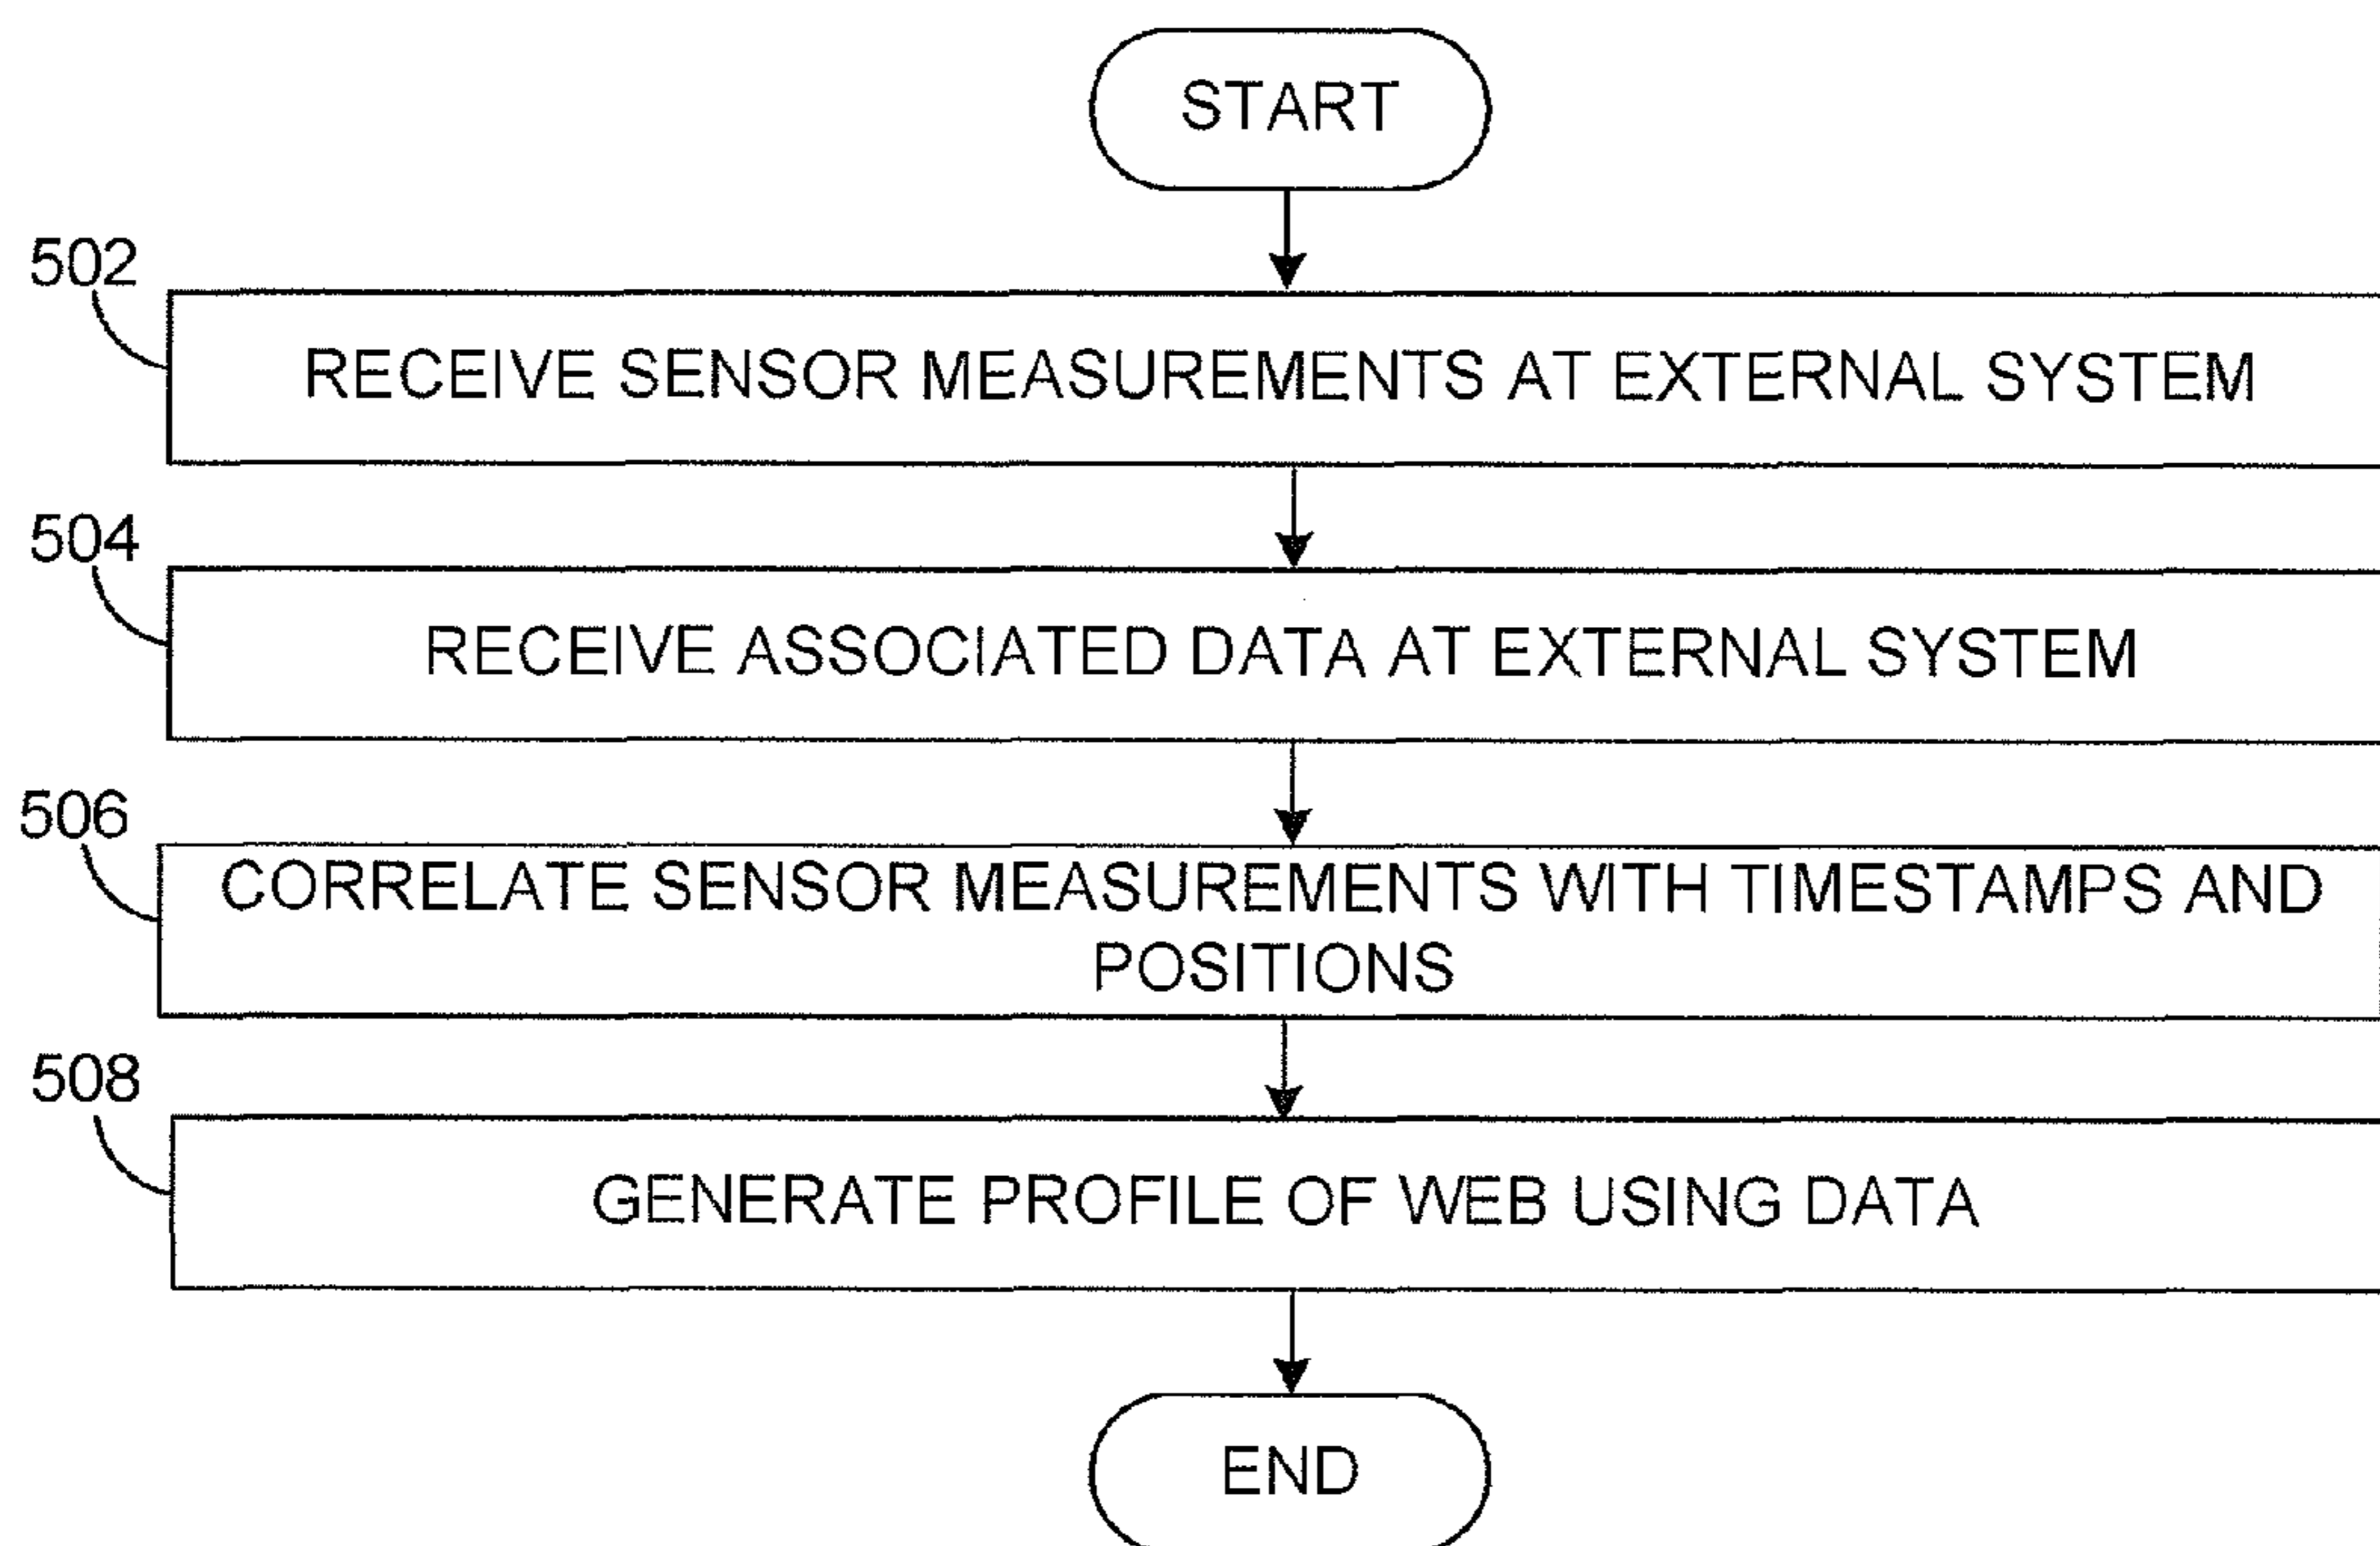 START
502
RECEIVE SENSOR MEASUREMENTS AT EXTERNAL SYSTEM
504
RECEIVE ASSOCIATED DATA AT EXTERNAL SYSTEM
506
CORRELATE SENSOR MEASUREMENTS WITH TIMESTAMPS AND
POSITIONS
508
GENERATE PROFILE OF WEB USING DATA
END